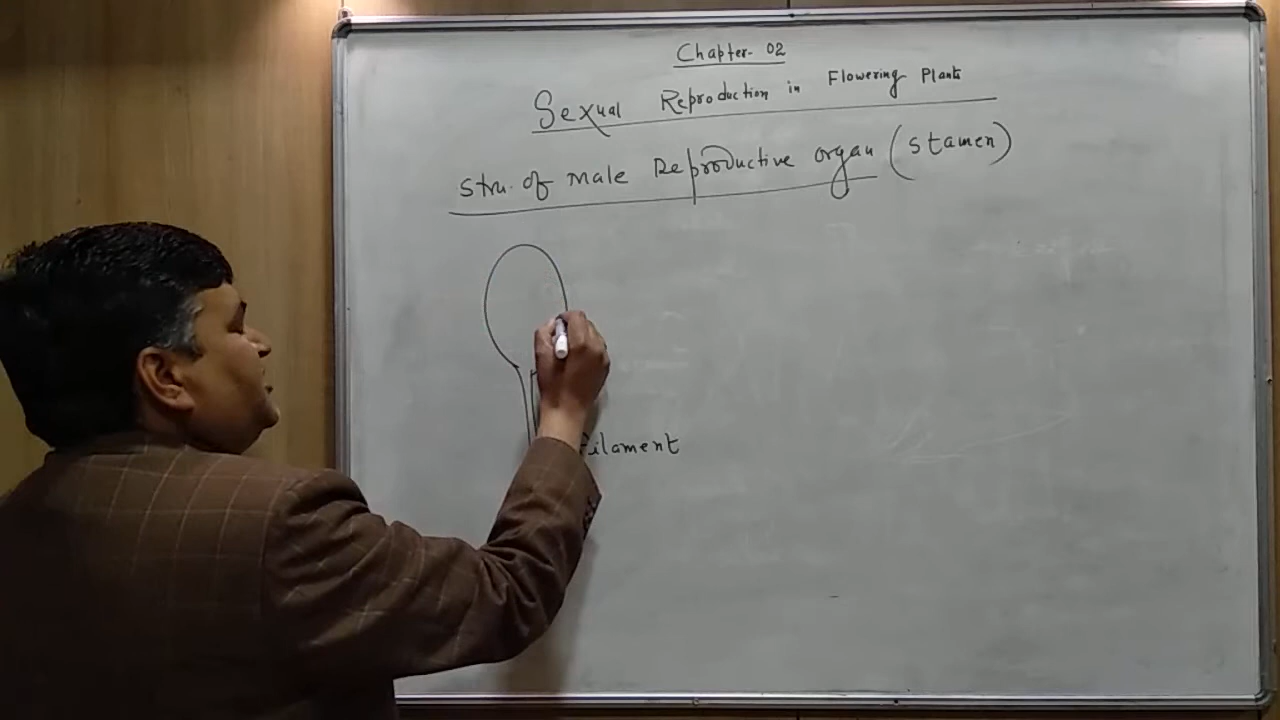 Chapter-02
Sexual Reproduction in Flowering Plants
Stru. of Male Reproductive organ (Stamen)
Filament